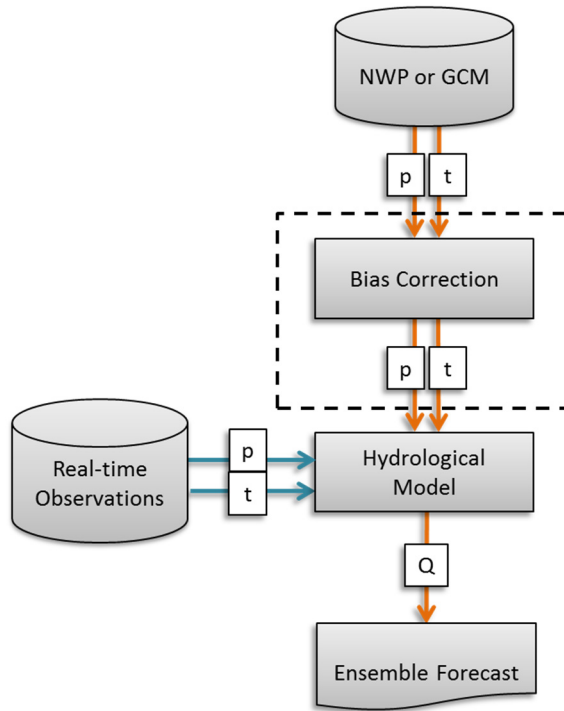 NWP or GCM
p t
Bias Correction
p t
Real-time
Observations
p
t
Hydrological
Model
Q
Ensemble Forecast